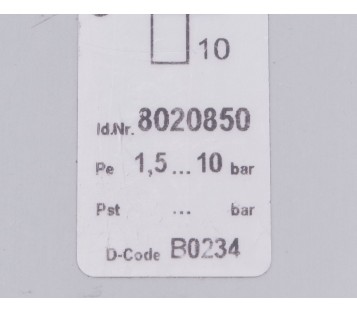 10
Id.Nr. 8020850
Pe 1,5...10 bar
Pst ... bar
D-Code B0234